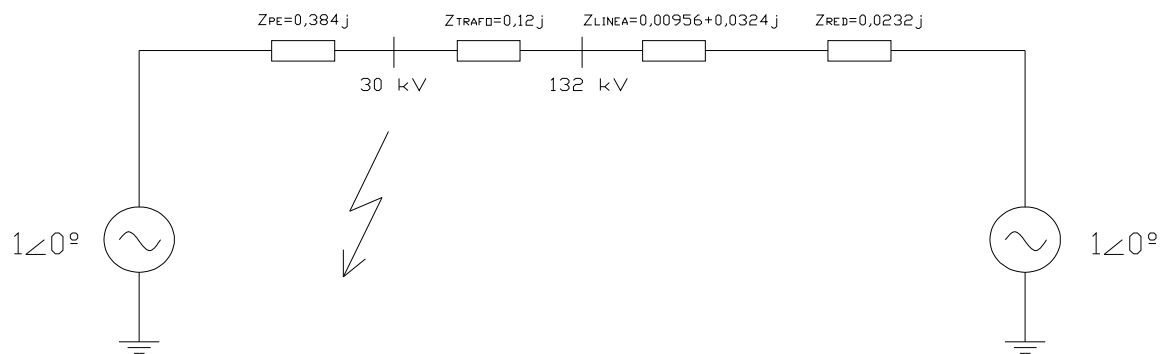 ZPE=0,384j ZTRAFO=0,12j ZLINEA=0,00956+0,0324j ZRED=0,0232j
30 kV 132 kV
1∠0º 1∠0º